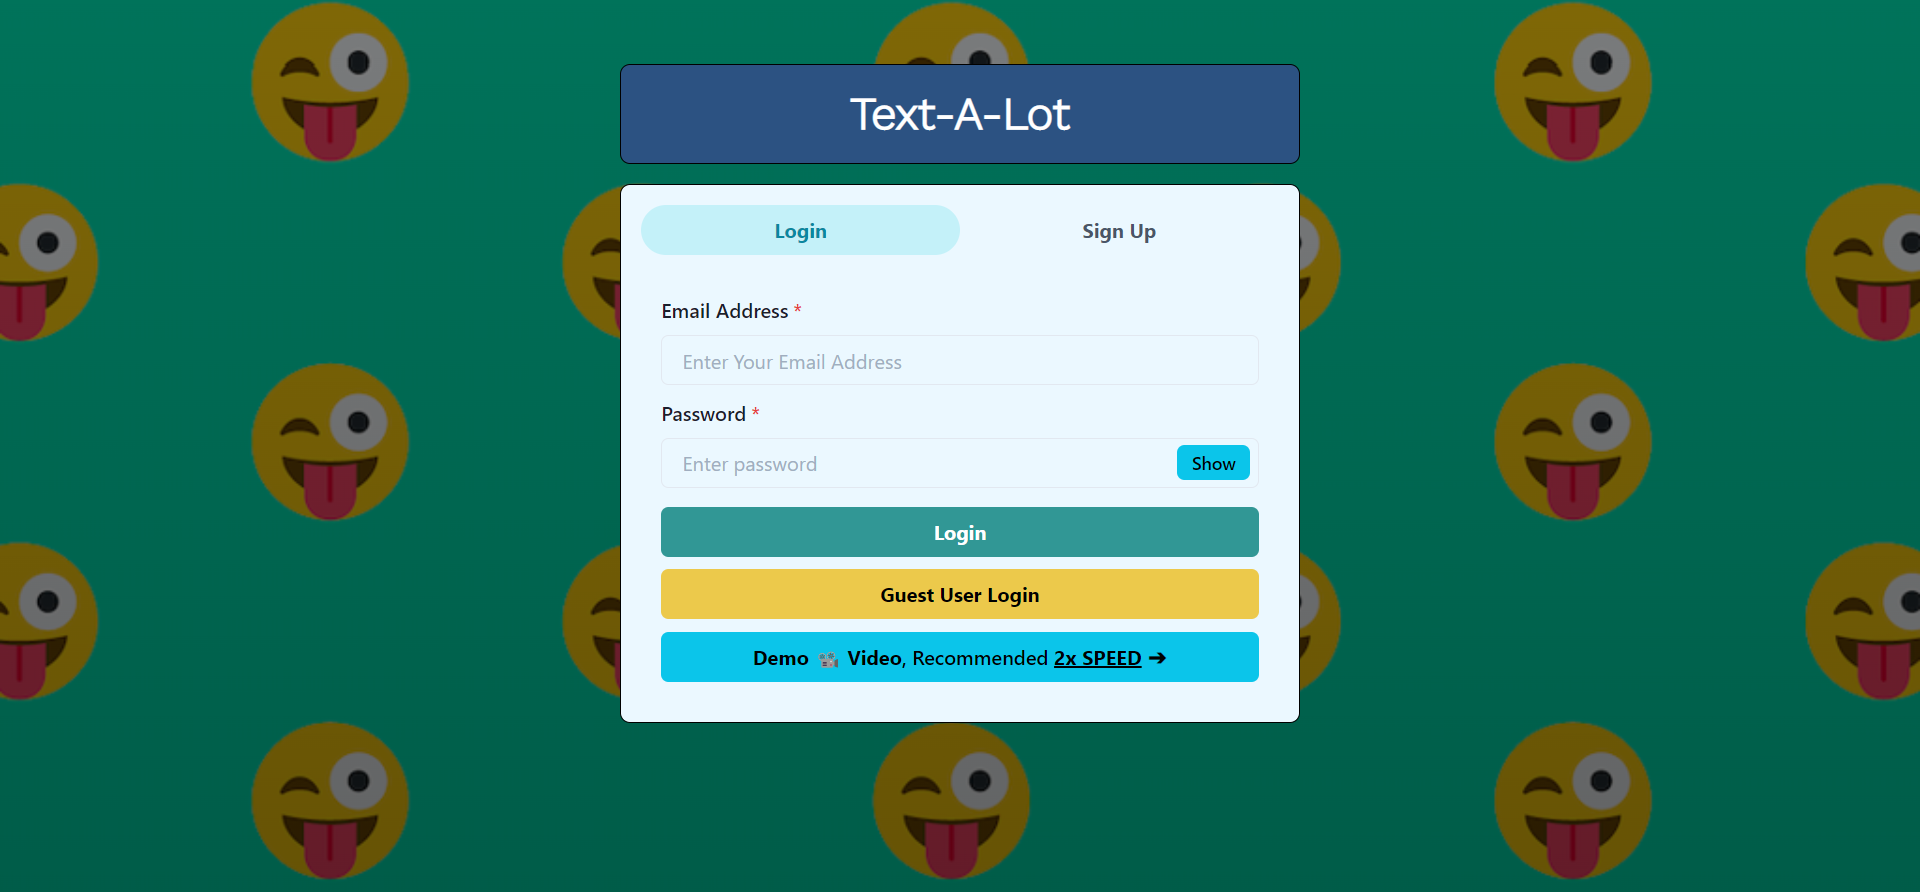 Text-A-Lot
Login Sign Up
Email Address *
Enter Your Email Address
Password *
Enter password Show
Login
Guest User Login
Demo 📽 Video, Recommended 2x SPEED ➔